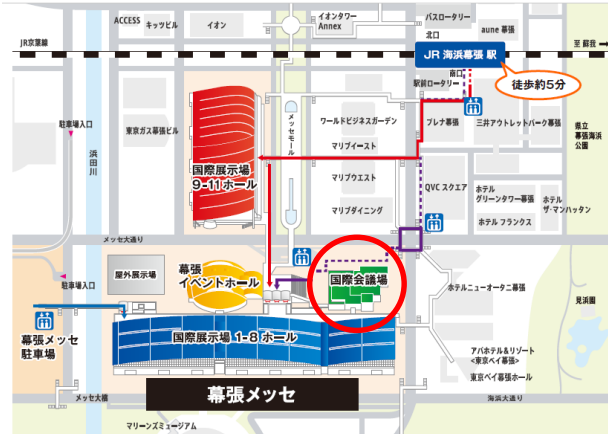 ACCESS
キッツビル
イオン
イオンタワー
Annex
バスロータリー
北口
aune 幕張
JR京葉線
JR 海浜幕張 駅
至 蘇我
南口
駅前ロータリー
徒歩約5分
駐車場入口
浜田川
東京ガス幕張ビル
国際展示場
9-11ホール
メッセモール
ワールドビジネスガーデン
マリブイースト
マリブウエスト
マリブダイニング
プレナ幕張
三井アウトレットパーク幕張
県立
幕張海浜
公園
QVC スクエア
ホテル
グリーンタワー幕張
ホテル フランクス
ホテル
ザ・マンハッタン
メッセ大通り
駐車場入口
屋外展示場
幕張
イベントホール
国際会議場
ホテルニューオータニ幕張
見浜園
幕張メッセ
駐車場
国際展示場 1-8 ホール
アパホテル&リゾート
<東京ベイ幕張>
東京ベイ幕張ホール
幕張メッセ
メッセ大橋
海浜大通り
マリーンズミュージアム